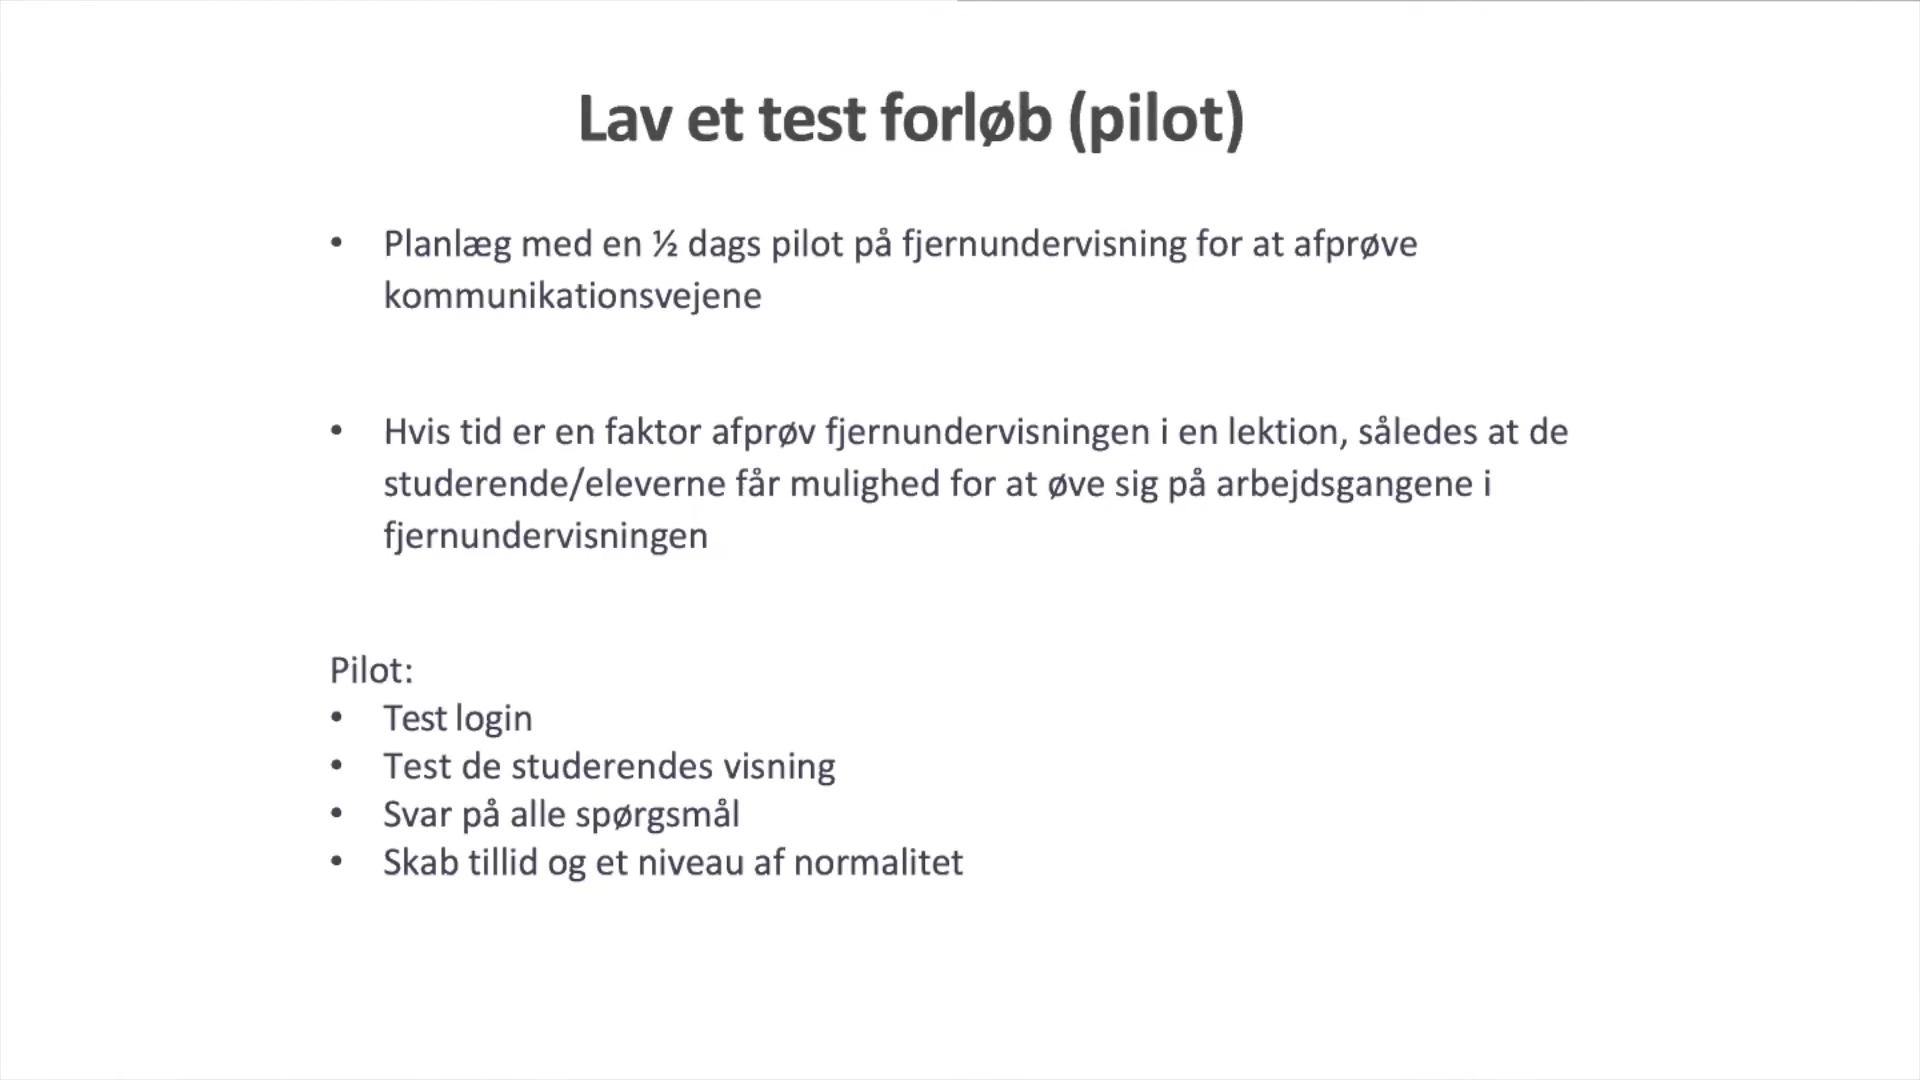 Lav et test forløb (pilot)
• Planlæg med en ½ dags pilot på fjernundervisning for at afprøve
kommunikationsvejene
• Hvis tid er en faktor afprøv fjernundervisningen i en lektion, således at de
studerende/eleverne får mulighed for at øve sig på arbejdsgangene i
fjernundervisningen
Pilot:
• Test login
• Test de studerendes visning
• Svar på alle spørgsmål
• Skab tillid og et niveau af normalitet